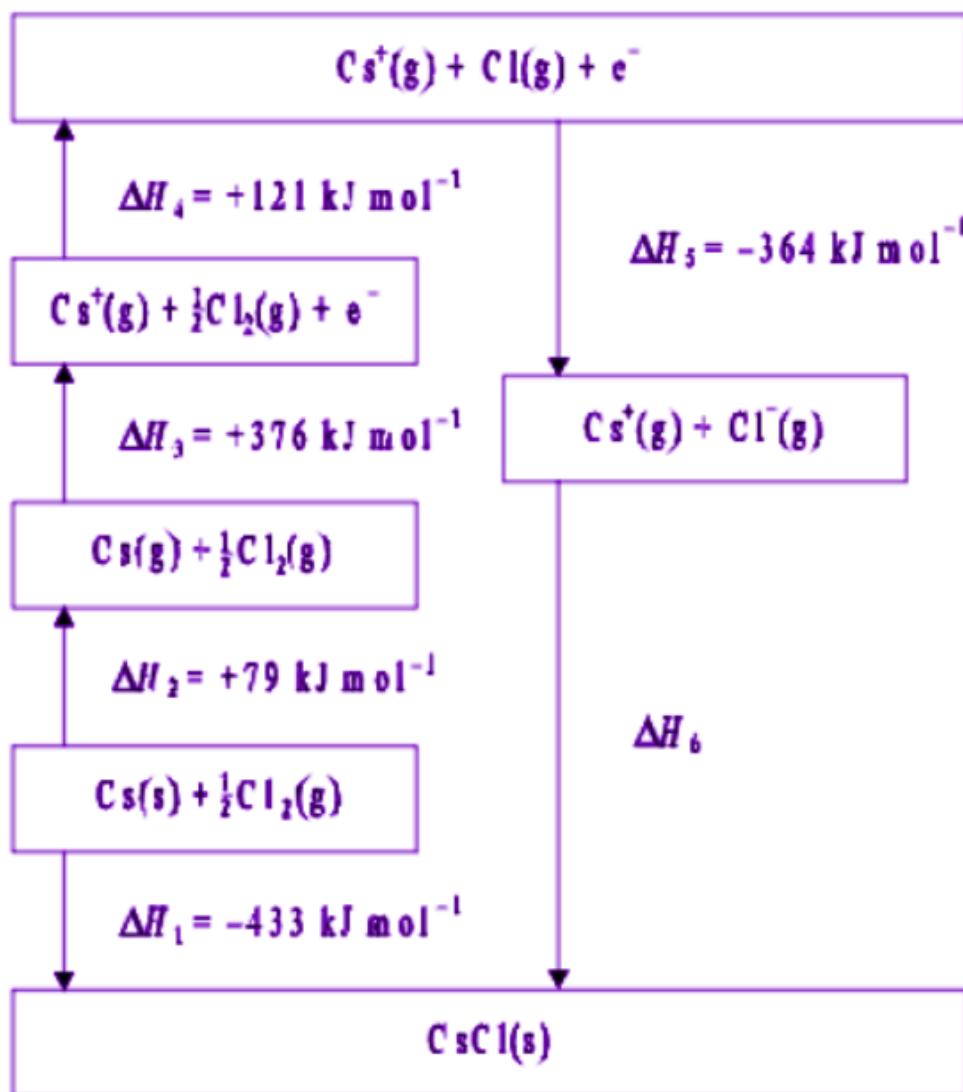 Cs⁺(g) + Cl(g) + e⁻
ΔH₄ = +121 kJ mol⁻¹
ΔH₅ = −364 kJ mol⁻¹
Cs⁺(g) + ½Cl₂(g) + e⁻
ΔH₃ = +376 kJ mol⁻¹
Cs⁺(g) + Cl⁻(g)
Cs(g) + ½Cl₂(g)
ΔH₂ = +79 kJ mol⁻¹
ΔH₆
Cs(s) + ½Cl₂(g)
ΔH₁ = −433 kJ mol⁻¹
CsCl(s)